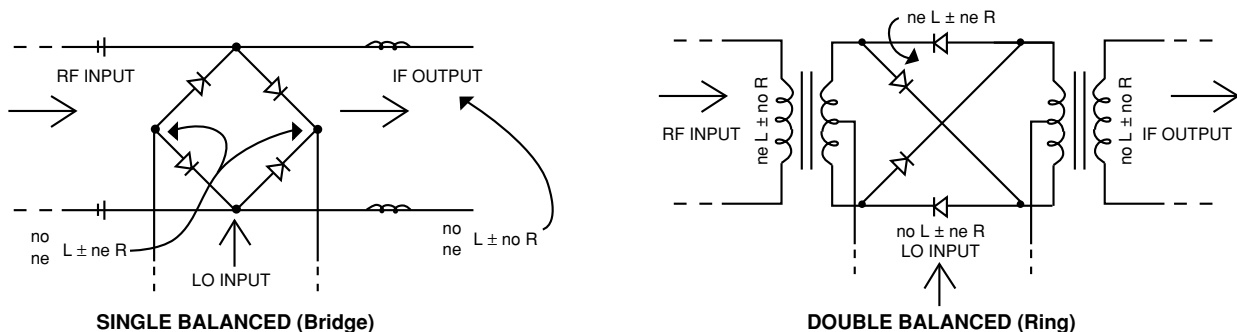 RF INPUT
IF OUTPUT
no
ne
L ± ne R
no
ne
L ± no R
LO INPUT
SINGLE BALANCED (Bridge)
ne L ± ne R
RF INPUT
ne L ± no R
no L ± no R
IF OUTPUT
no L ± ne R
LO INPUT
DOUBLE BALANCED (Ring)